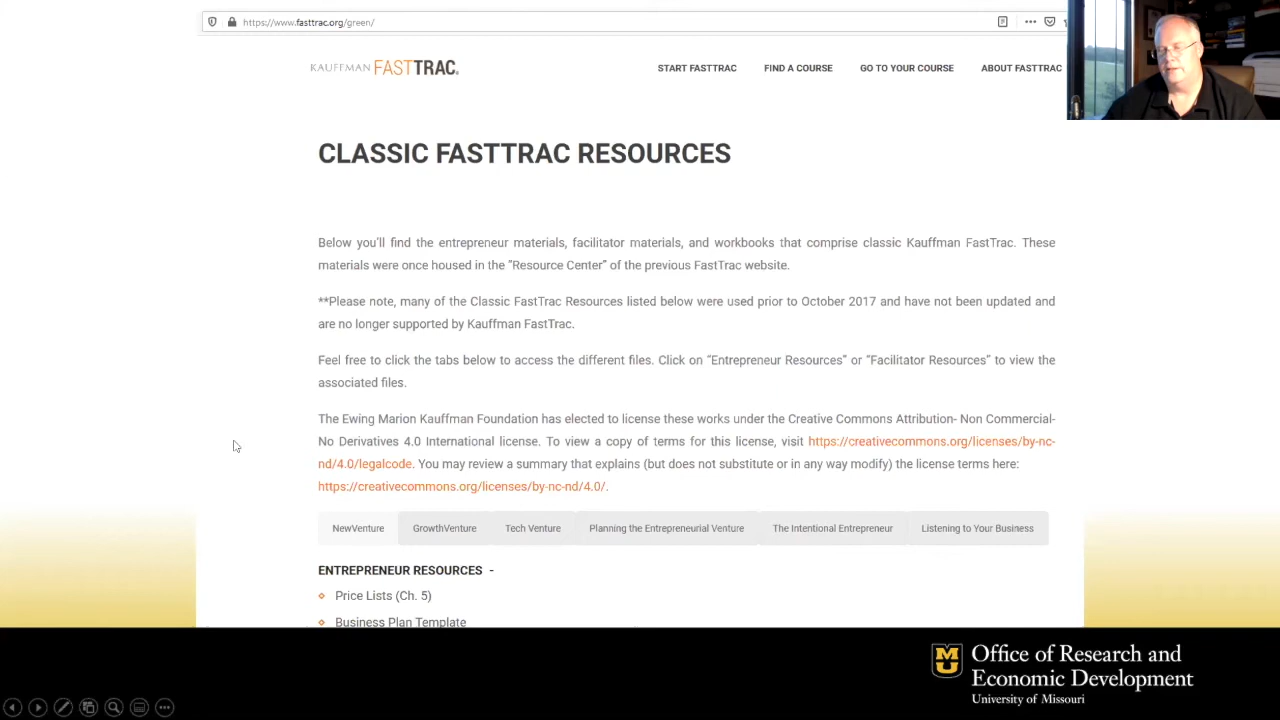 https://www.fasttrac.org/green/
KAUFFMAN FASTTRAC®
START FASTTRAC FIND A COURSE GO TO YOUR COURSE ABOUT FASTTRAC
CLASSIC FASTTRAC RESOURCES
Below you'll find the entrepreneur materials, facilitator materials, and workbooks that comprise classic Kauffman FastTrac. These
materials were once housed in the "Resource Center" of the previous FastTrac website.
**Please note, many of the Classic FastTrac Resources listed below were used prior to October 2017 and have not been updated and
are no longer supported by Kauffman FastTrac.
Feel free to click the tabs below to access the different files. Click on "Entrepreneur Resources" or "Facilitator Resources" to view the
associated files.
The Ewing Marion Kauffman Foundation has elected to license these works under the Creative Commons Attribution- Non Commercial-
No Derivatives 4.0 International license. To view a copy of terms for this license, visit https://creativecommons.org/licenses/by-nc-
nd/4.0/legalcode. You may review a summary that explains (but does not substitute or in any way modify) the license terms here:
https://creativecommons.org/licenses/by-nc-nd/4.0/.
NewVenture GrowthVenture Tech Venture Planning the Entrepreneurial Venture The Intentional Entrepreneur Listening to Your Business
ENTREPRENEUR RESOURCES -
Price Lists (Ch. 5)
Business Plan Template
MU
Office of Research and
Economic Development
University of Missouri